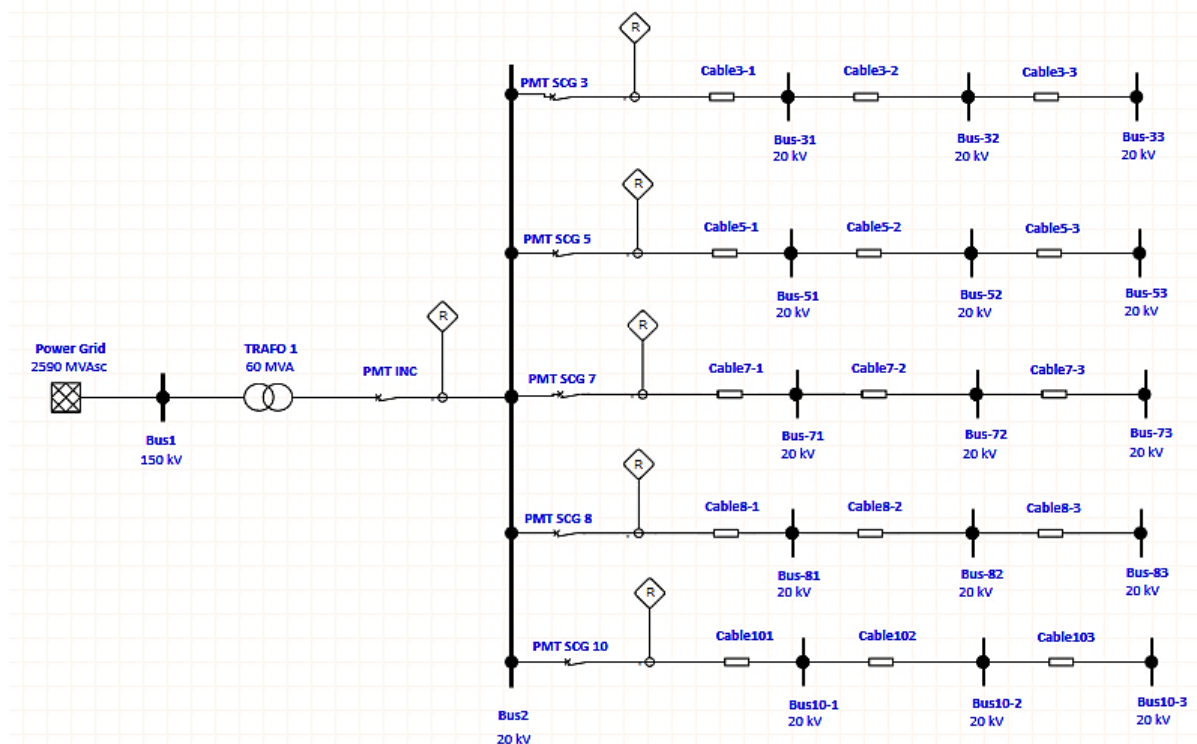 R
PMT SCG 3
Cable3-1
Cable3-2
Cable3-3
Bus-31
20 kV
Bus-32
20 kV
Bus-33
20 kV
R
PMT SCG 5
Cable5-1
Cable5-2
Cable5-3
Bus-51
20 kV
Bus-52
20 kV
Bus-53
20 kV
Power Grid
2590 MVAsc
Bus1
150 kV
TRAFO 1
60 MVA
PMT INC
R
R
PMT SCG 7
Cable7-1
Cable7-2
Cable7-3
Bus-71
20 kV
Bus-72
20 kV
Bus-73
20 kV
R
PMT SCG 8
Cable8-1
Cable8-2
Cable8-3
Bus-81
20 kV
Bus-82
20 kV
Bus-83
20 kV
R
PMT SCG 10
Cable101
Cable102
Cable103
Bus10-1
20 kV
Bus10-2
20 kV
Bus10-3
20 kV
Bus2
20 kV